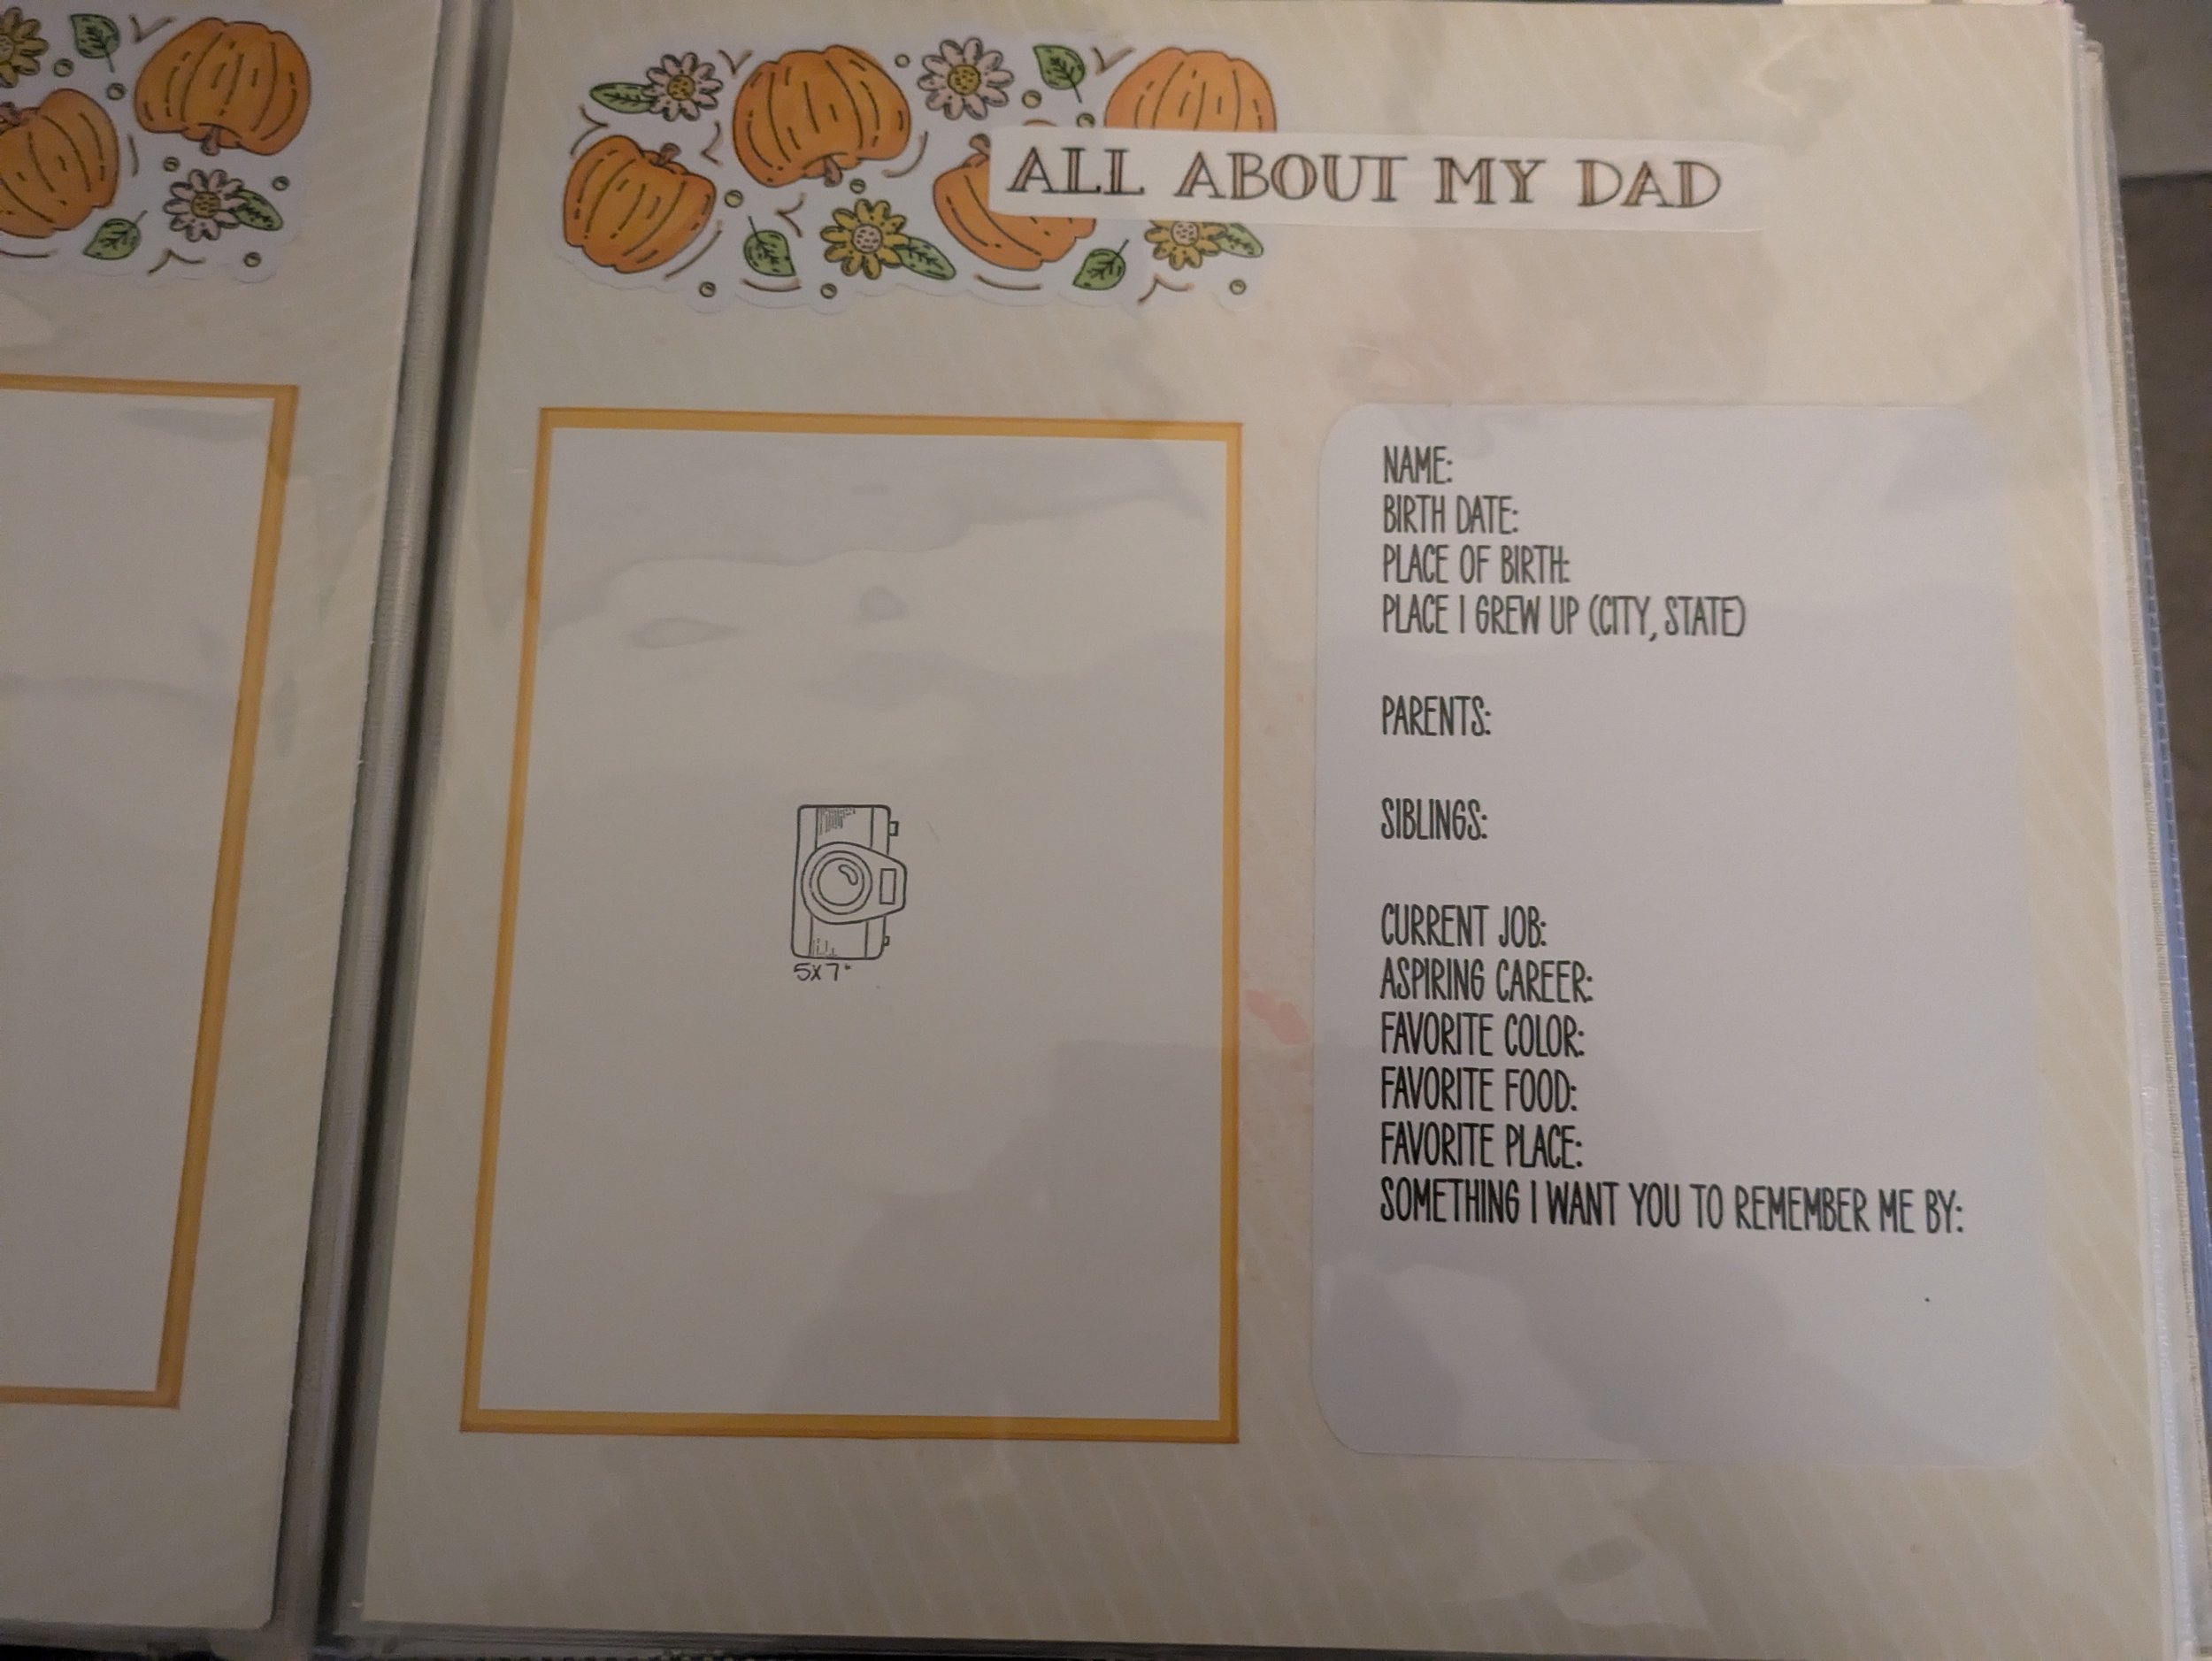 ALL ABOUT MY DAD
5X7"
NAME:
BIRTH DATE:
PLACE OF BIRTH:
PLACE I GREW UP (CITY, STATE)
PARENTS:
SIBLINGS:
CURRENT JOB:
ASPIRING CAREER:
FAVORITE COLOR:
FAVORITE FOOD:
FAVORITE PLACE:
SOMETHING I WANT YOU TO REMEMBER ME BY: